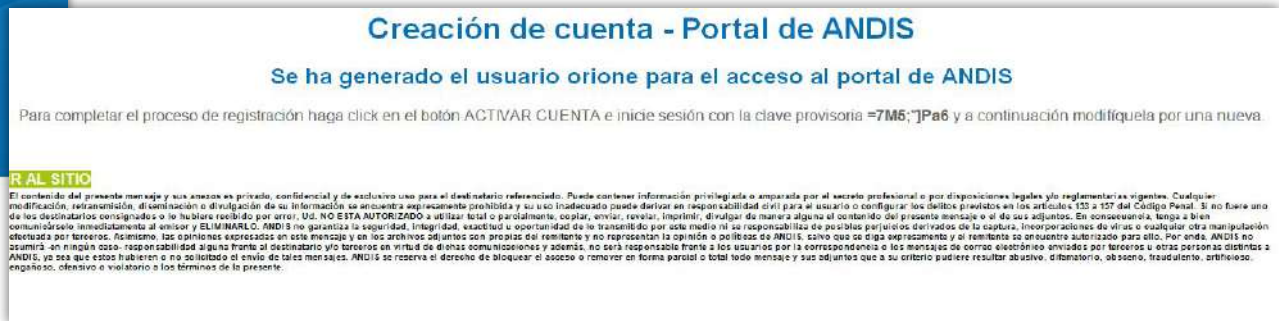 Creación de cuenta - Portal de ANDIS
Se ha generado el usuario orione para el acceso al portal de ANDIS
Para completar el proceso de registración haga click en el botón ACTIVAR CUENTA e inicie sesión con la clave provisoria =7M5;"]Pa6 y a continuación modifíquela por una nueva.
R AL SITIO
El contenido del presente mensaje y sus anexos es privado, confidencial y de exclusivo uso para el destinatario referenciado. Puede contener información privilegiada o amparada por el secreto profesional o por disposiciones legales y/o reglamentarias vigentes. Cualquier
modificación, retransmisión, diseminación o divulgación de su información se encuentra expresamente prohibida y su uso inadecuado puede derivar en responsabilidad civil para el usuario o configurar los delitos previstos en los artículos 153 a 157 del Código Penal. Si no fuere uno
de los destinatarios consignados o lo hubiere recibido por error, Ud. NO ESTA AUTORIZADO a utilizar total o parcialmente, copiar, enviar, revelar, imprimir, divulgar de manera alguna el contenido del presente mensaje o el de sus adjuntos. En consecuencia, tenga a bien
comunicárselo inmediatamente al emisor y ELIMINARLO. ANDIS no garantiza la seguridad, integridad, exactitud u oportunidad de lo transmitido por este medio ni se responsabiliza de posibles perjuicios derivados de la captura, incorporaciones de virus o cualquier otra manipulación
efectuada por terceros. Asimismo, las opiniones expresadas en este mensaje y en los archivos adjuntos son propias del remitente y no representan la opinión o políticas de ANDIS, salvo que se diga expresamente y el remitente se encuentre autorizado para ello. Por ende, ANDIS no
asumirá -en ningún caso- responsabilidad alguna frente al destinatario y/o terceros en virtud de dichas comunicaciones y además, no será responsable frente a los usuarios por la correspondencia o los mensajes de correo electrónico enviados por terceros u otras personas distintas a
ANDIS, ya sea que estos hubieren o no solicitado el envío de tales mensajes. ANDIS se reserva el derecho de bloquear el acceso o remover en forma parcial o total todo mensaje y sus adjuntos que a su criterio pudiere resultar abusivo, difamatorio, obsceno, fraudulento, artificioso,
engañoso, ofensivo o violatorio a los términos de la presente.